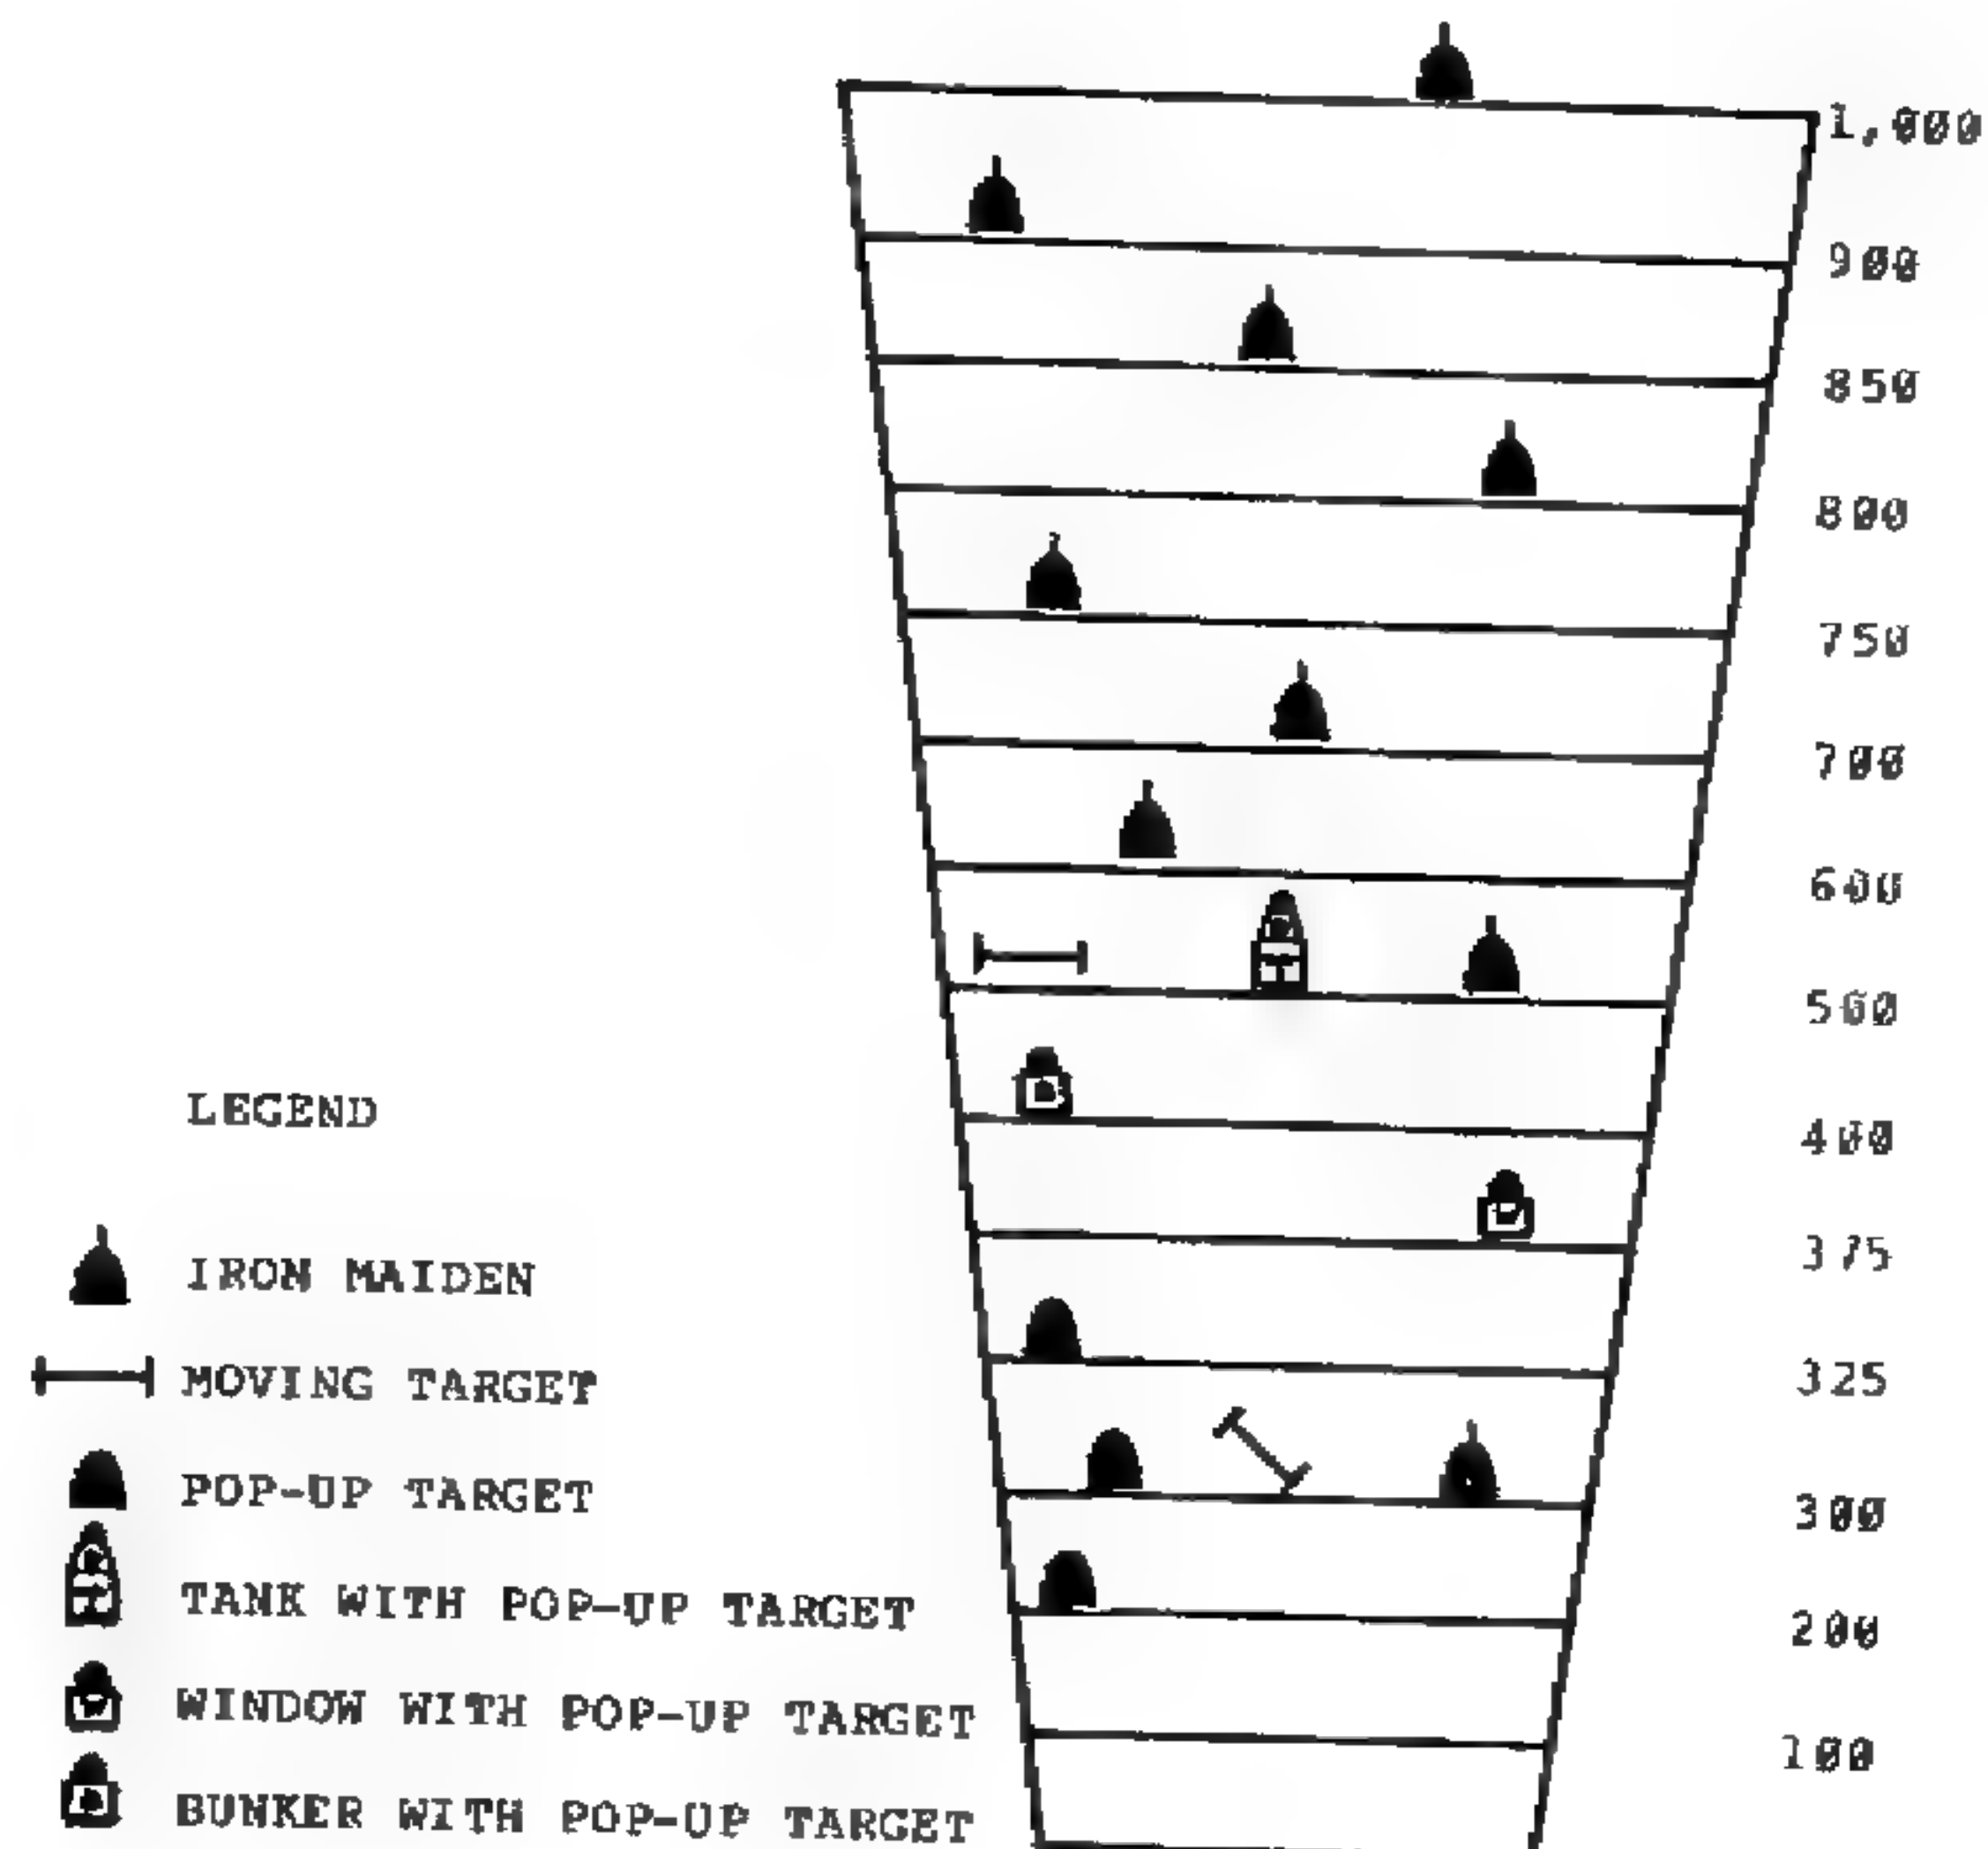 1,000
900
850
800
750
700
600
500
400
375
325
300
200
100
LEGEND
IRON MAIDEN
MOVING TARGET
POP-UP TARGET
TANK WITH POP-UP TARGET
WINDOW WITH POP-UP TARGET
BUNKER WITH POP-UP TARGET